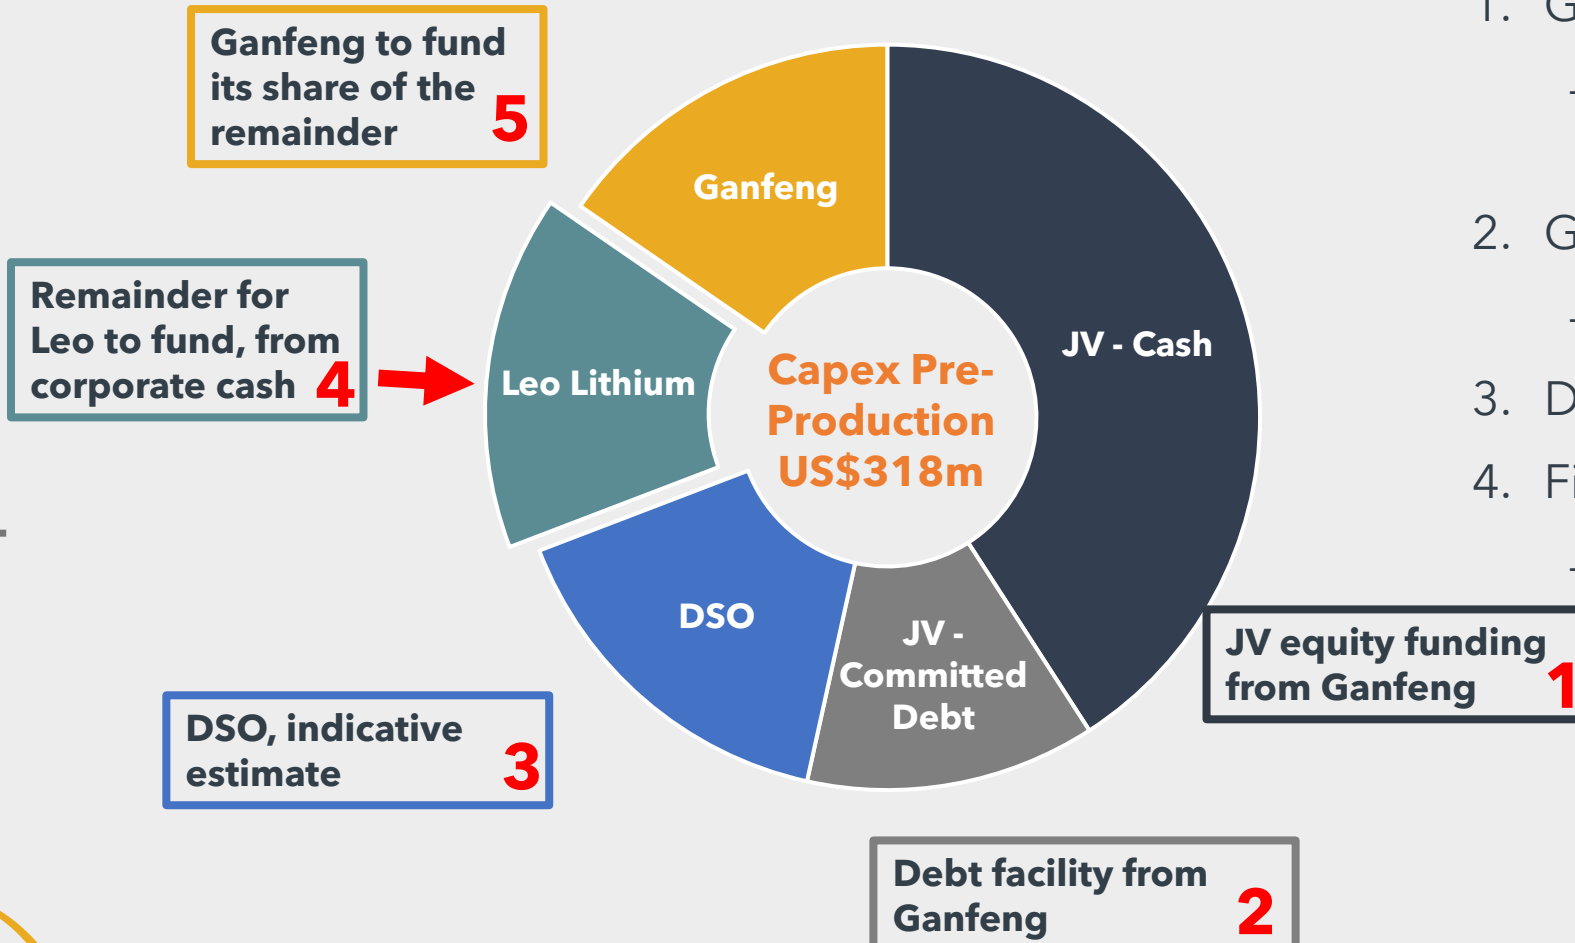 Ganfeng to fund
its share of the
remainder
5
Ganfeng
Remainder for
Leo to fund, from
corporate cash 4
Leo Lithium
JV - Cash
Capex Pre-
Production
US$318m
DSO
JV -
Committed
Debt
JV equity funding
from Ganfeng 1
DSO, indicative
estimate 3
Debt facility from
Ganfeng 2
1.
2.
3.
4.